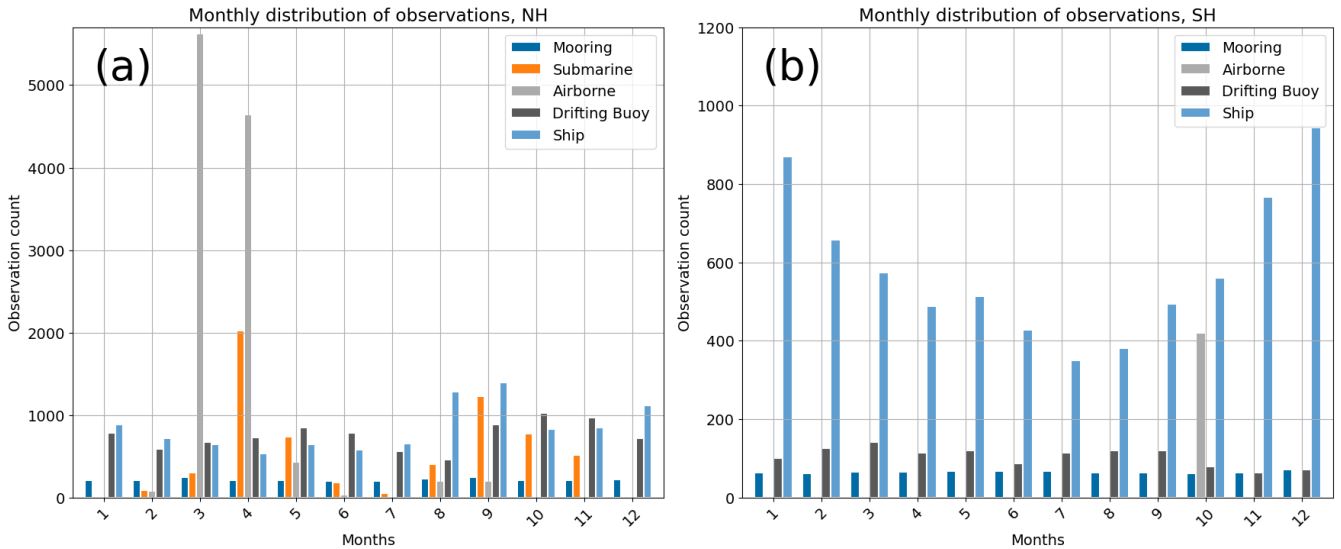 Monthly distribution of observations, NH
(a)
Mooring
Submarine
Airborne
Drifting Buoy
Ship
5000
4000
3000
2000
1000
0
Observation count
1 2 3 4 5 6 7 8 9 10 11 12
Months
Monthly distribution of observations, SH
(b)
Mooring
Airborne
Drifting Buoy
Ship
1200
1000
800
600
400
200
0
Observation count
1 2 3 4 5 6 7 8 9 10 11 12
Months